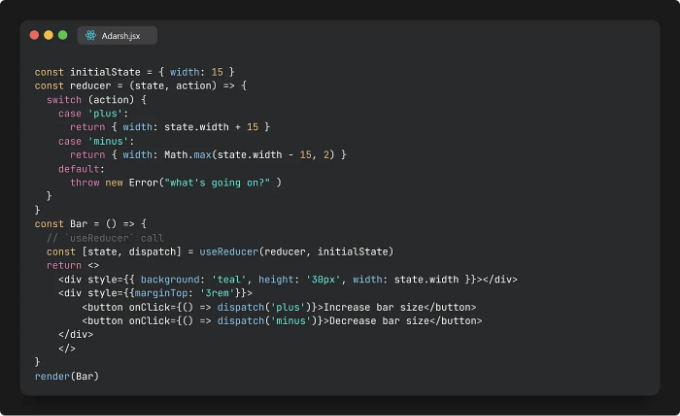 Adarsh.jsx
const initialState = { width: 15 }
const reducer = (state, action) => {
  switch (action) {
    case 'plus':
      return { width: state.width + 15 }
    case 'minus':
      return { width: Math.max(state.width - 15, 2) }
    default:
      throw new Error("what's going on?" )
  }
}
const Bar = () => {
  // `useReducer` call
  const [state, dispatch] = useReducer(reducer, initialState)
  return <>
    <div style={{ background: 'teal', height: '30px', width: state.width }}></div>
    <div style={{marginTop: '3rem'}}>
        <button onClick={() => dispatch('plus')}>Increase bar size</button>
        <button onClick={() => dispatch('minus')}>Decrease bar size</button>
    </div>
    </>
}
render(Bar)